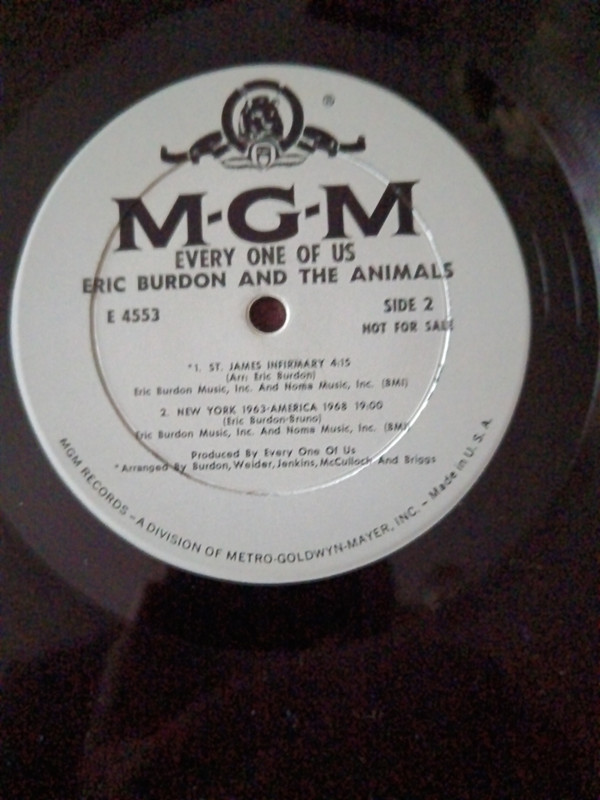 ®
M-G-M
EVERY ONE OF US
ERIC BURDON AND THE ANIMALS
E 4553
SIDE 2
NOT FOR SALE
*1. ST. JAMES INFIRMARY 4:15
(Arr: Eric Burdon)
Eric Burdon Music, Inc. And Noma Music, Inc. (BMI)
2. NEW YORK 1963-AMERICA 1968 19:00
(Eric Burdon-Bruno)
Eric Burdon Music, Inc. And Noma Music, Inc. (BMI)
Produced By Every One Of Us
*Arranged By Burdon, Weider, Jenkins, McCulloch And Briggs
MGM RECORDS – A DIVISION OF METRO-GOLDWYN-MAYER, INC. – Made in U. S. A.